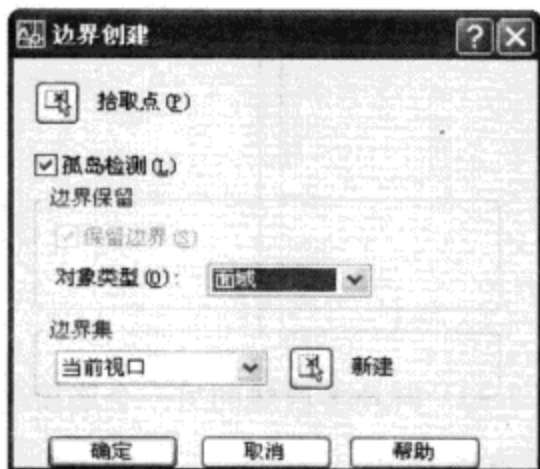 边界创建
拾取点(P)
孤岛检测(L)
边界保留
保留边界(S)
对象类型(O):
面域
边界集
当前视口
新建
确定
取消
帮助